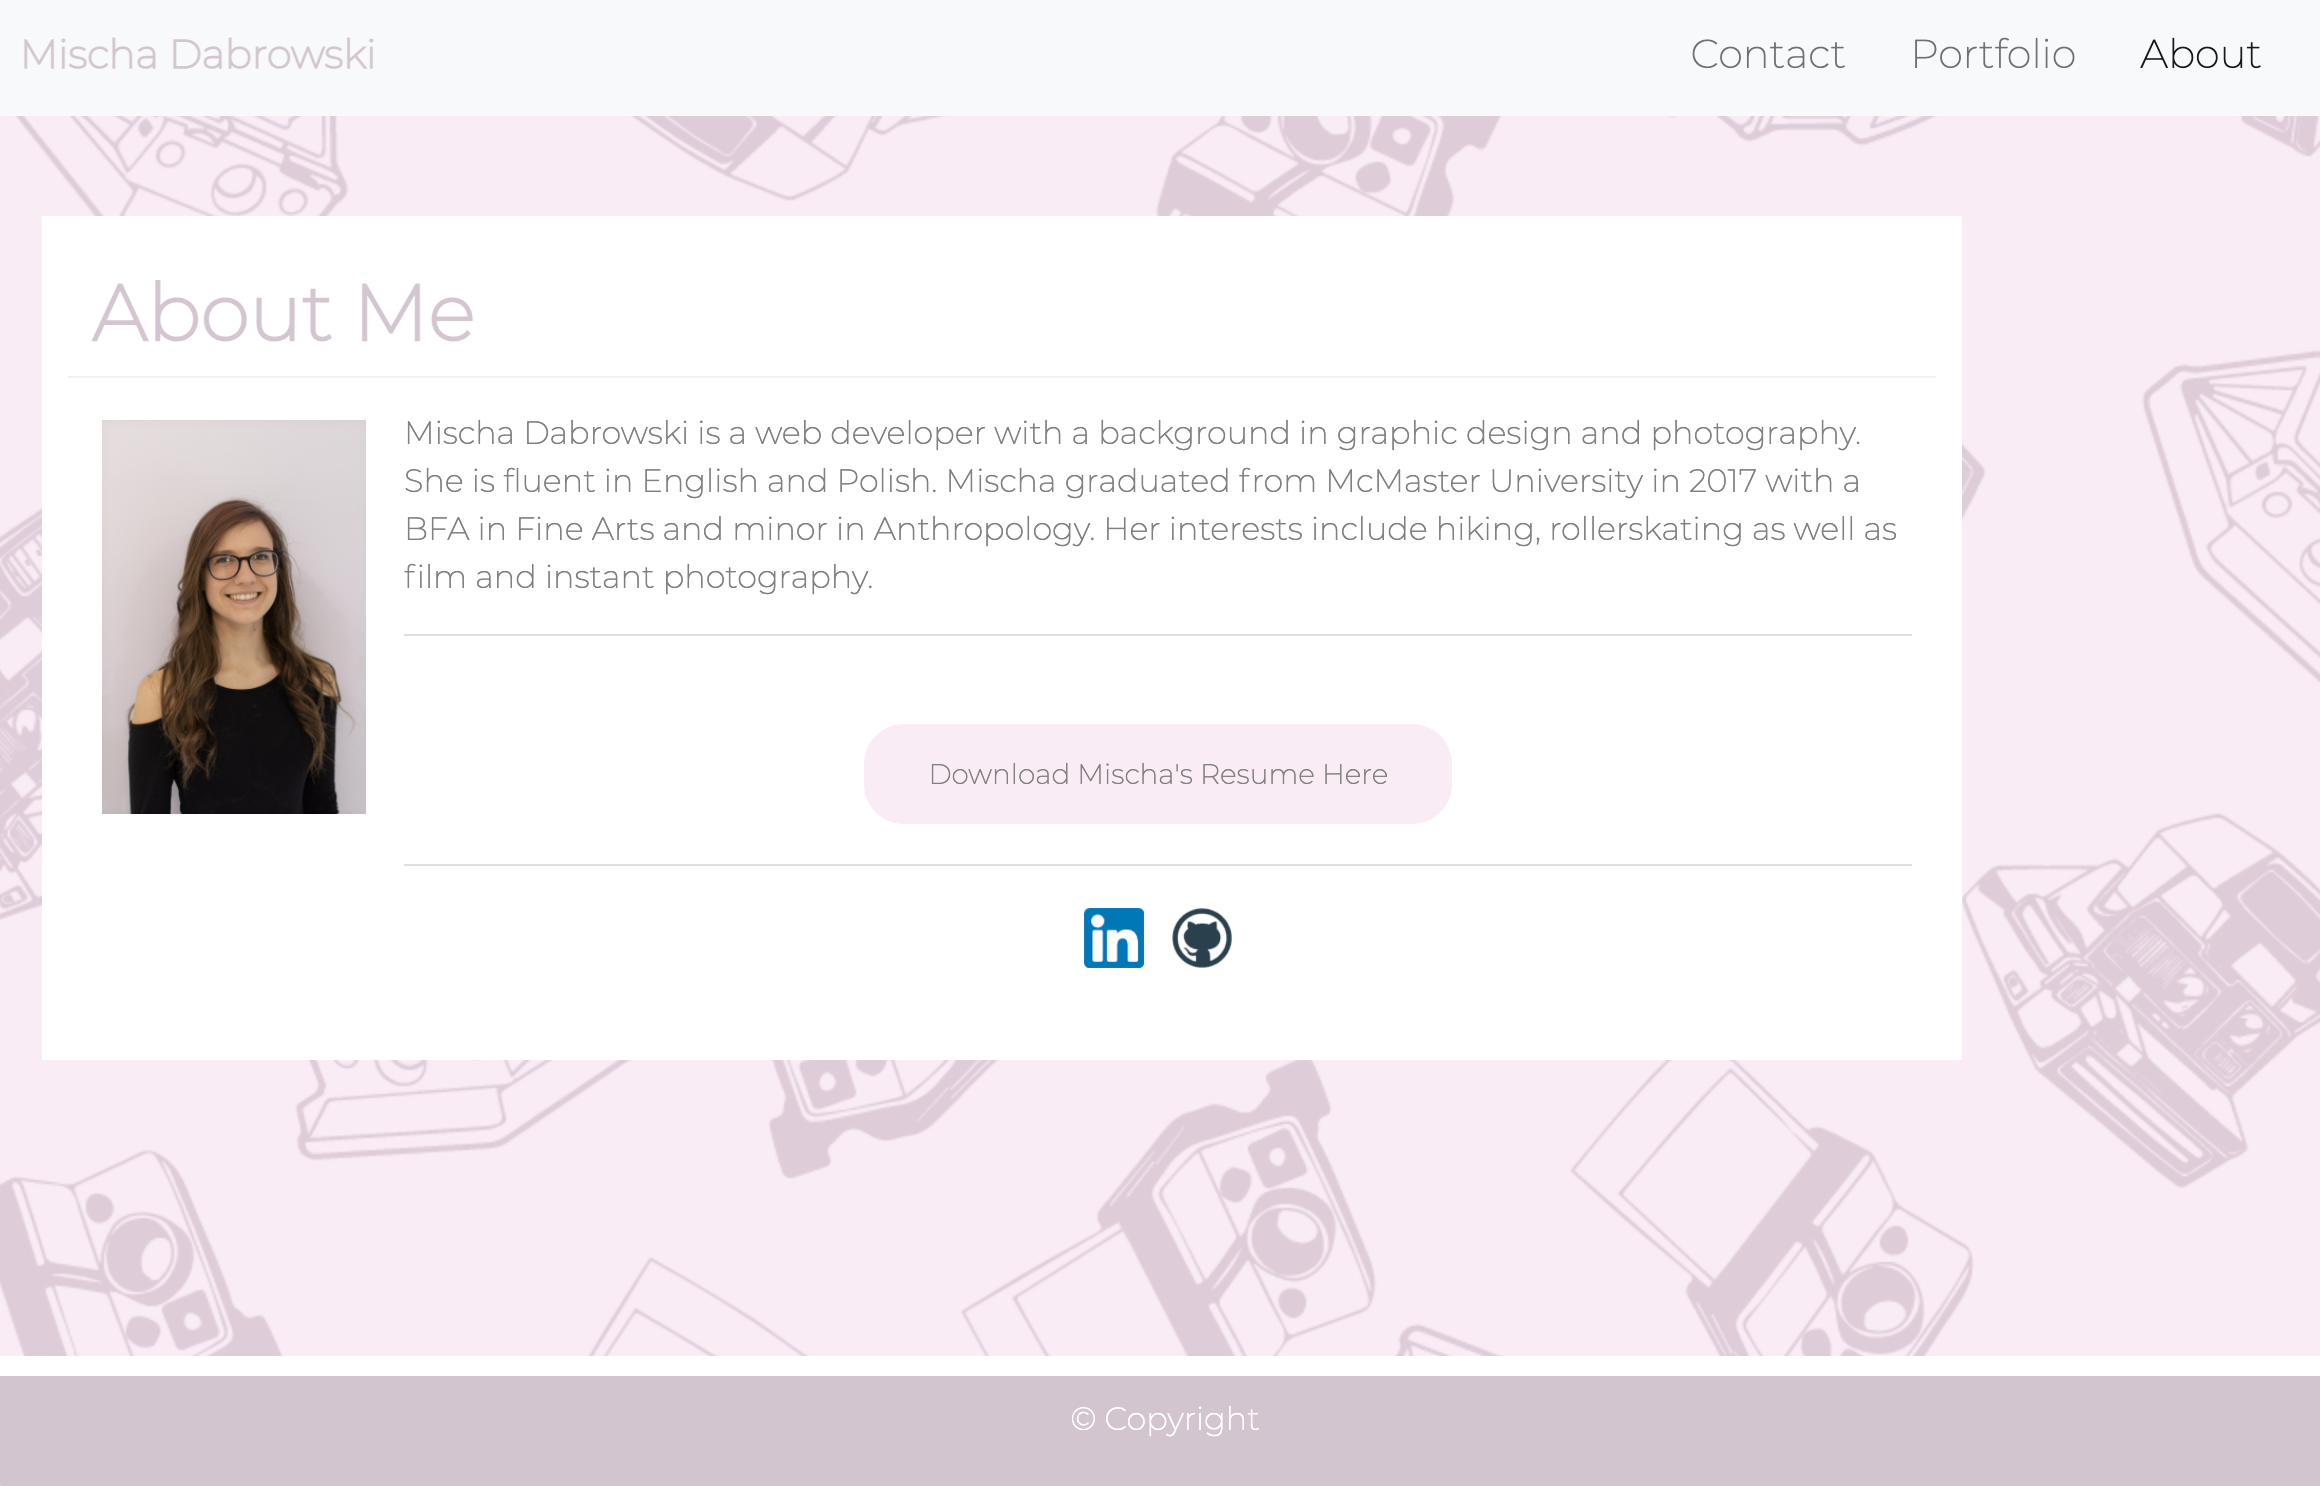 Mischa Dabrowski
Contact
Portfolio
About
About Me
Mischa Dabrowski is a web developer with a background in graphic design and photography.
She is fluent in English and Polish. Mischa graduated from McMaster University in 2017 with a
BFA in Fine Arts and minor in Anthropology. Her interests include hiking, rollerskating as well as
film and instant photography.
Download Mischa's Resume Here
in
© Copyright